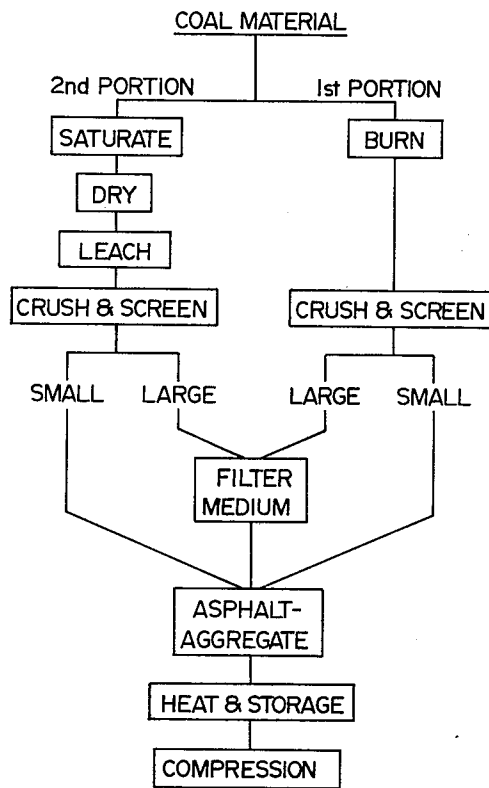 COAL MATERIAL
2nd PORTION
1st PORTION
SATURATE
BURN
DRY
LEACH
CRUSH & SCREEN
CRUSH & SCREEN
SMALL
LARGE
LARGE
SMALL
FILTER
MEDIUM
ASPHALT-
AGGREGATE
HEAT & STORAGE
COMPRESSION